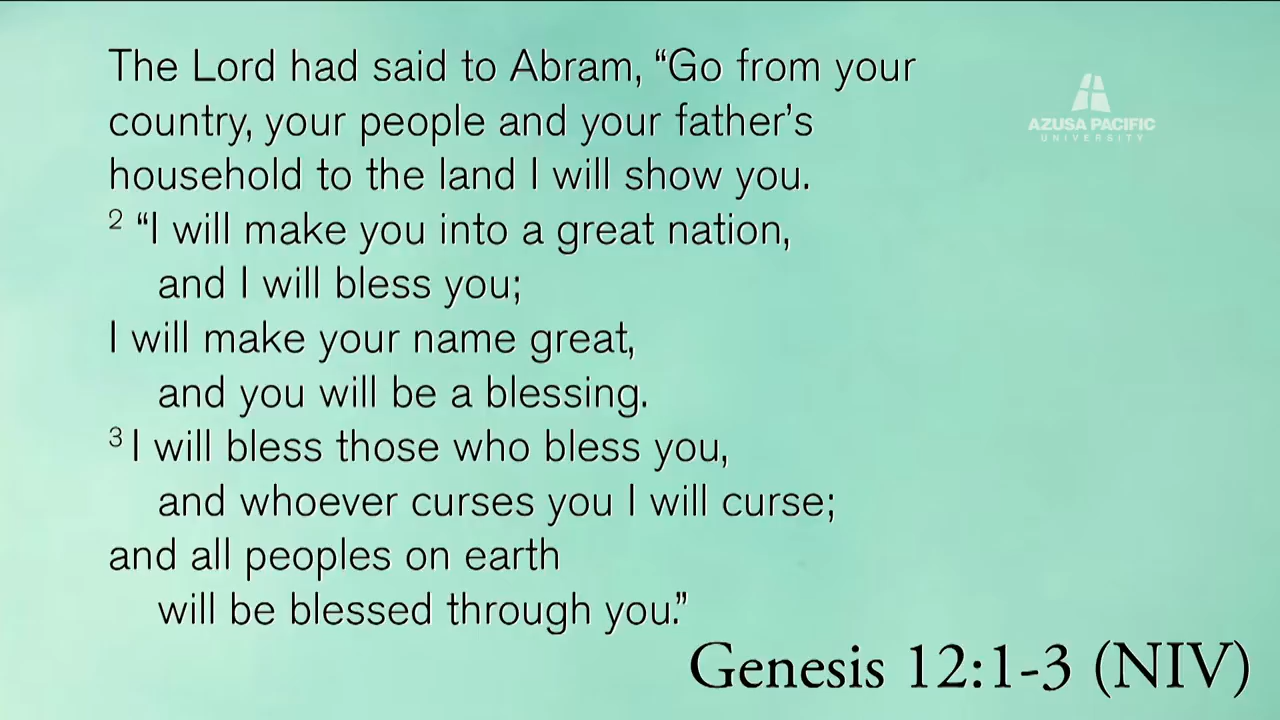 The Lord had said to Abram, “Go from your
country, your people and your father’s
household to the land I will show you.
² “I will make you into a great nation,
and I will bless you;
I will make your name great,
and you will be a blessing.
³ I will bless those who bless you,
and whoever curses you I will curse;
and all peoples on earth
will be blessed through you.”
Genesis 12:1-3 (NIV)
AZUSA PACIFIC
UNIVERSITY